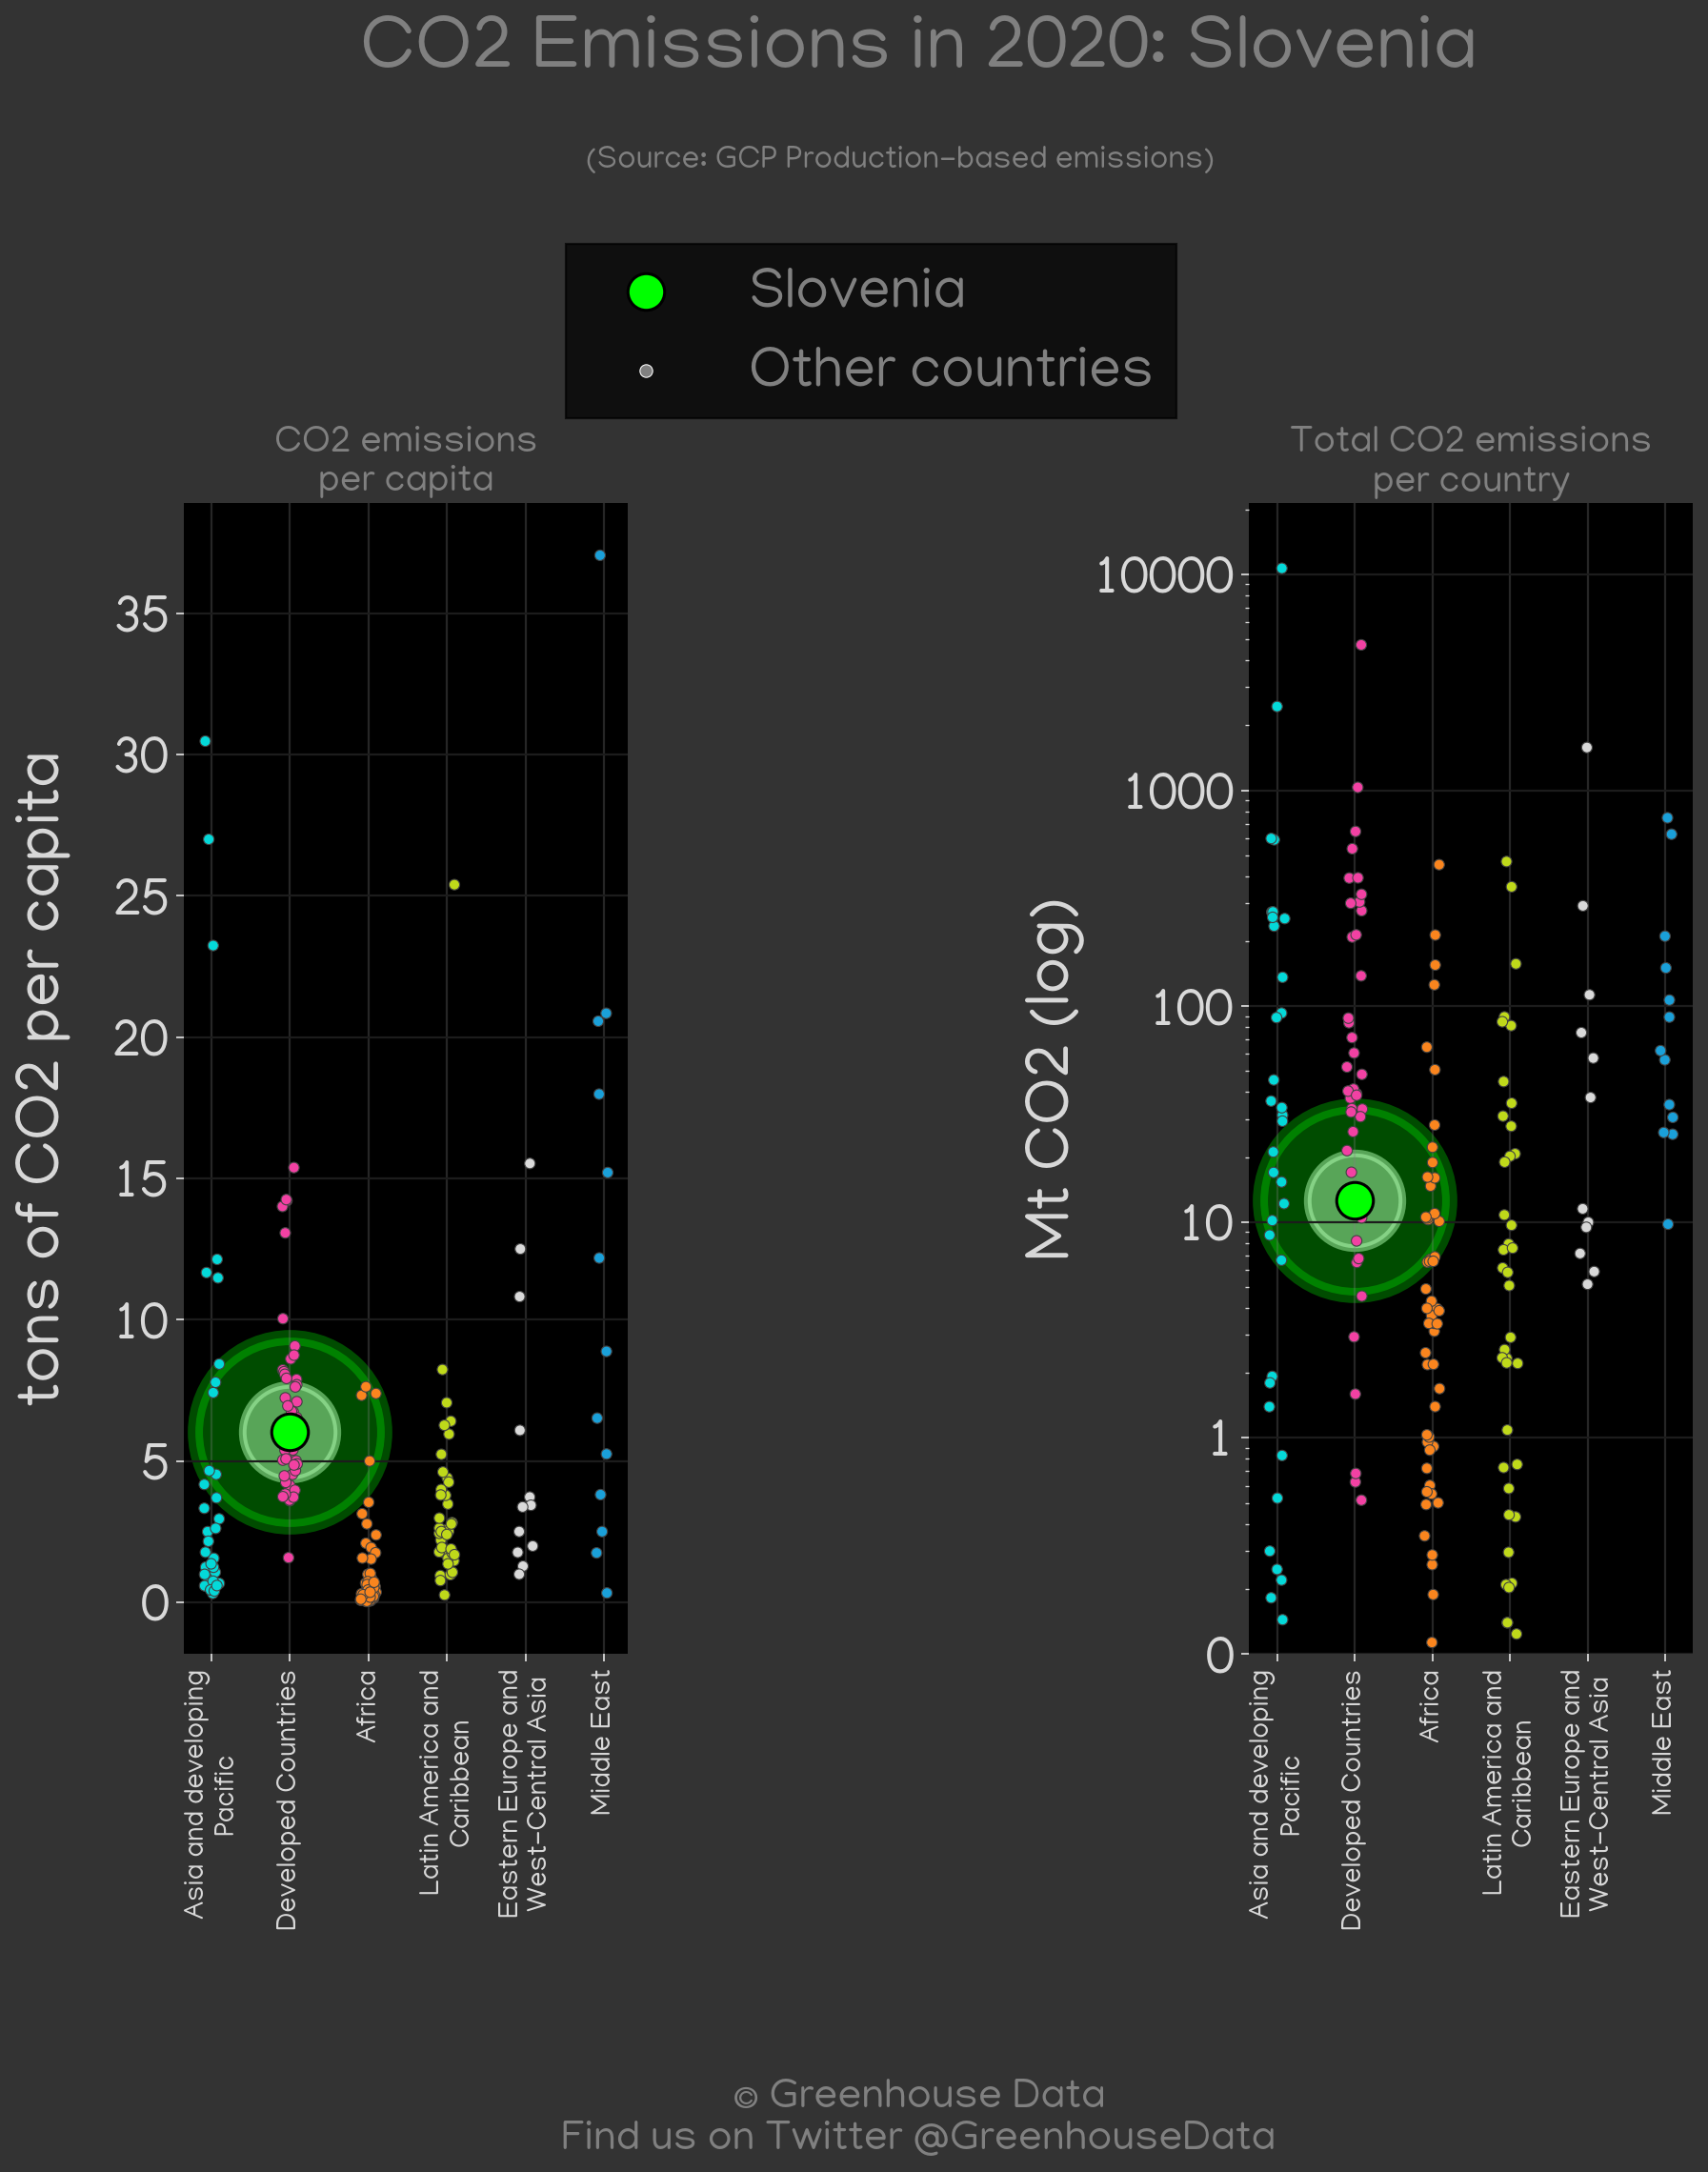 CO2 Emissions in 2020: Slovenia
(Source: GCP Production-based emissions)
Slovenia
Other countries
CO2 emissions
per capita
tons of CO2 per capita
35
30
25
20
15
10
5
0
Asia and developing
Pacific
Developed Countries
Africa
Latin America and
Caribbean
Eastern Europe and
West-Central Asia
Middle East
Total CO2 emissions
per country
Mt CO2 (log)
10000
1000
100
10
1
0
Asia and developing
Pacific
Developed Countries
Africa
Latin America and
Caribbean
Eastern Europe and
West-Central Asia
Middle East
© Greenhouse Data
Find us on Twitter @GreenhouseData